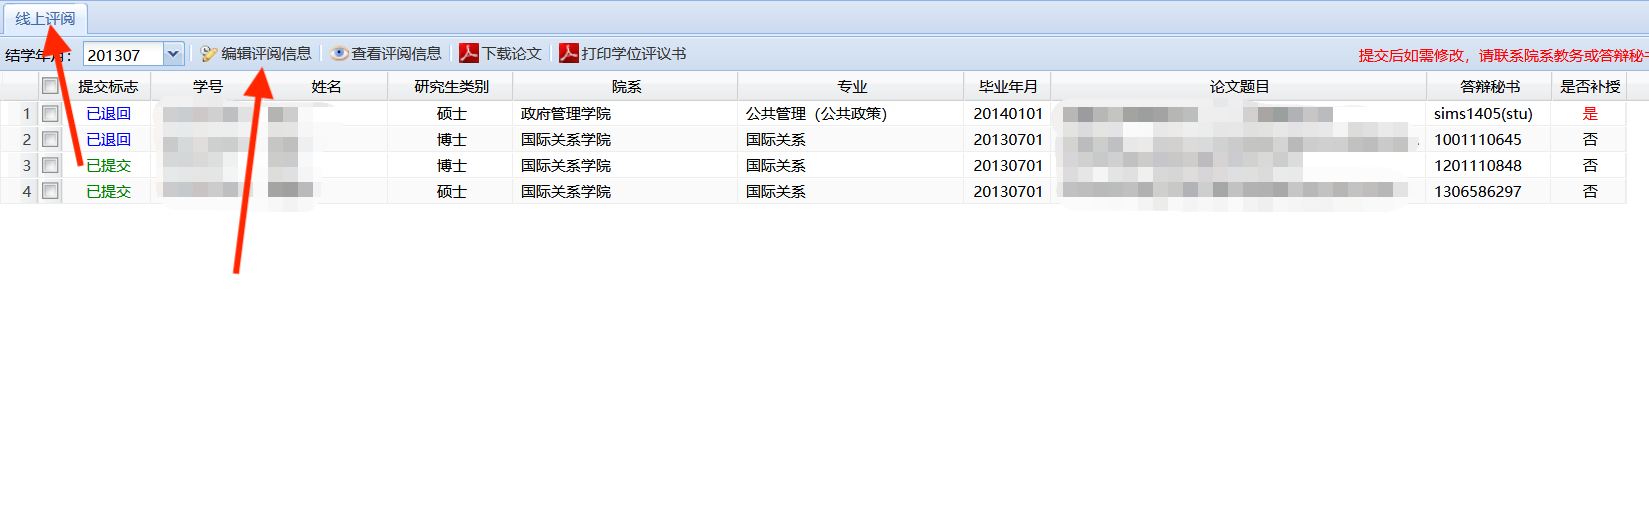 线上评阅
结学年月： 201307 编辑评阅信息 查看评阅信息 下载论文 打印学位评议书 提交后如需修改，请联系院系教务或答辩秘书
提交标志 学号 姓名 研究生类别 院系 专业 毕业年月 论文题目 答辩秘书 是否补授
1 已退回 硕士 政府管理学院 公共管理（公共政策） 20140101 sims1405(stu) 是
2 已退回 博士 国际关系学院 国际关系 20130701 1001110645 否
3 已提交 博士 国际关系学院 国际关系 20130701 1201110848 否
4 已提交 硕士 国际关系学院 国际关系 20130701 1306586297 否